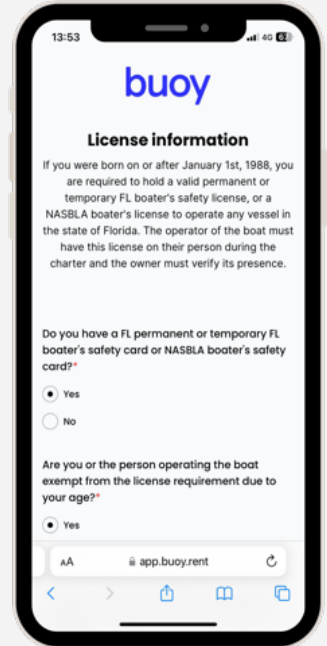 13:53
4G 63
buoy
License information
If you were born on or after January 1st, 1988, you
are required to hold a valid permanent or
temporary FL boater's safety license, or a
NASBLA boater's license to operate any vessel in
the state of Florida. The operator of the boat must
have this license on their person during the
charter and the owner must verify its presence.
Do you have a FL permanent or temporary FL
boater's safety card or NASBLA boater's safety
card?*
Yes
No
Are you or the person operating the boat
exempt from the license requirement due to
your age?*
Yes
AA
app.buoy.rent